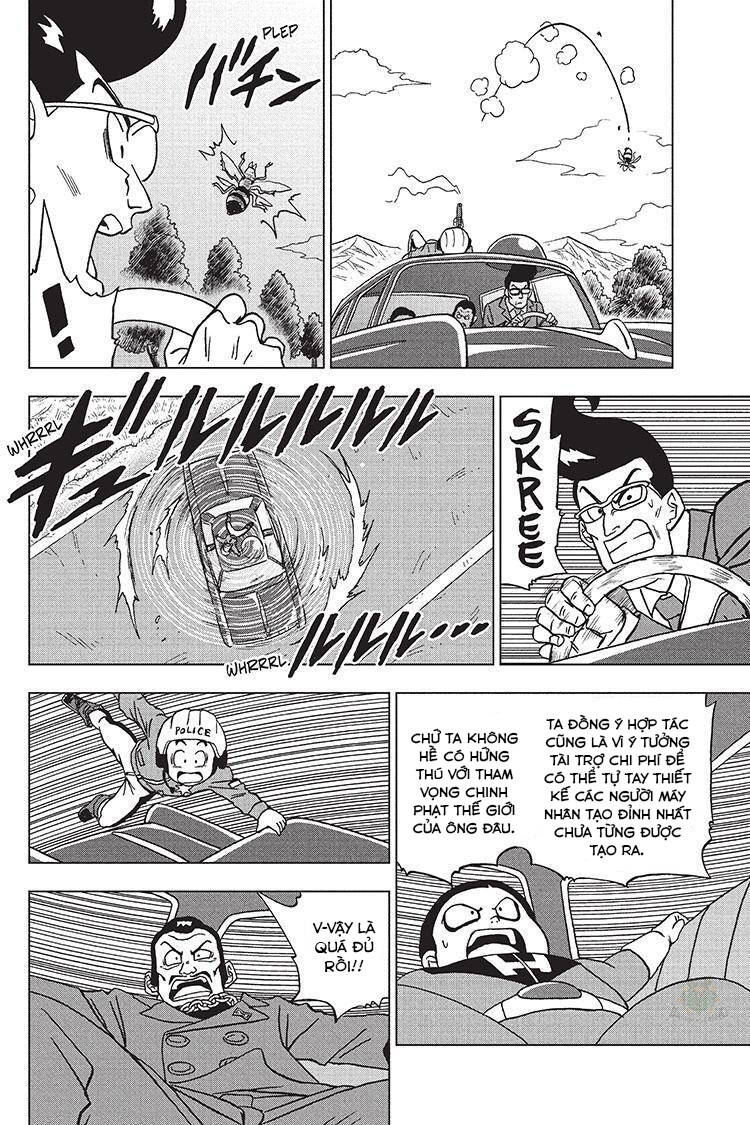 PLEP
バチン
!
SKREE
WHRRRL
ギュルルルルルル
WHRRRL
ルルルル・・・
TA ĐỒNG Ý HỢP TÁC
CŨNG LÀ VÌ Ý TƯỞNG
TÀI TRỢ CHI PHÍ ĐỂ
CÓ THỂ TỰ TAY THIẾT
KẾ CÁC NGƯỜI MÁY
NHÂN TẠO ĐỈNH NHẤT
CHƯA TỪNG ĐƯỢC
TẠO RA.
CHỨ TA KHÔNG
HỀ CÓ HỨNG
THÚ VỚI THAM
VỌNG CHINH
PHẠT THẾ GIỚI
CỦA ÔNG ĐÂU.
POLICE
V-VẬY LÀ
QUÁ ĐỦ
RỒI!!